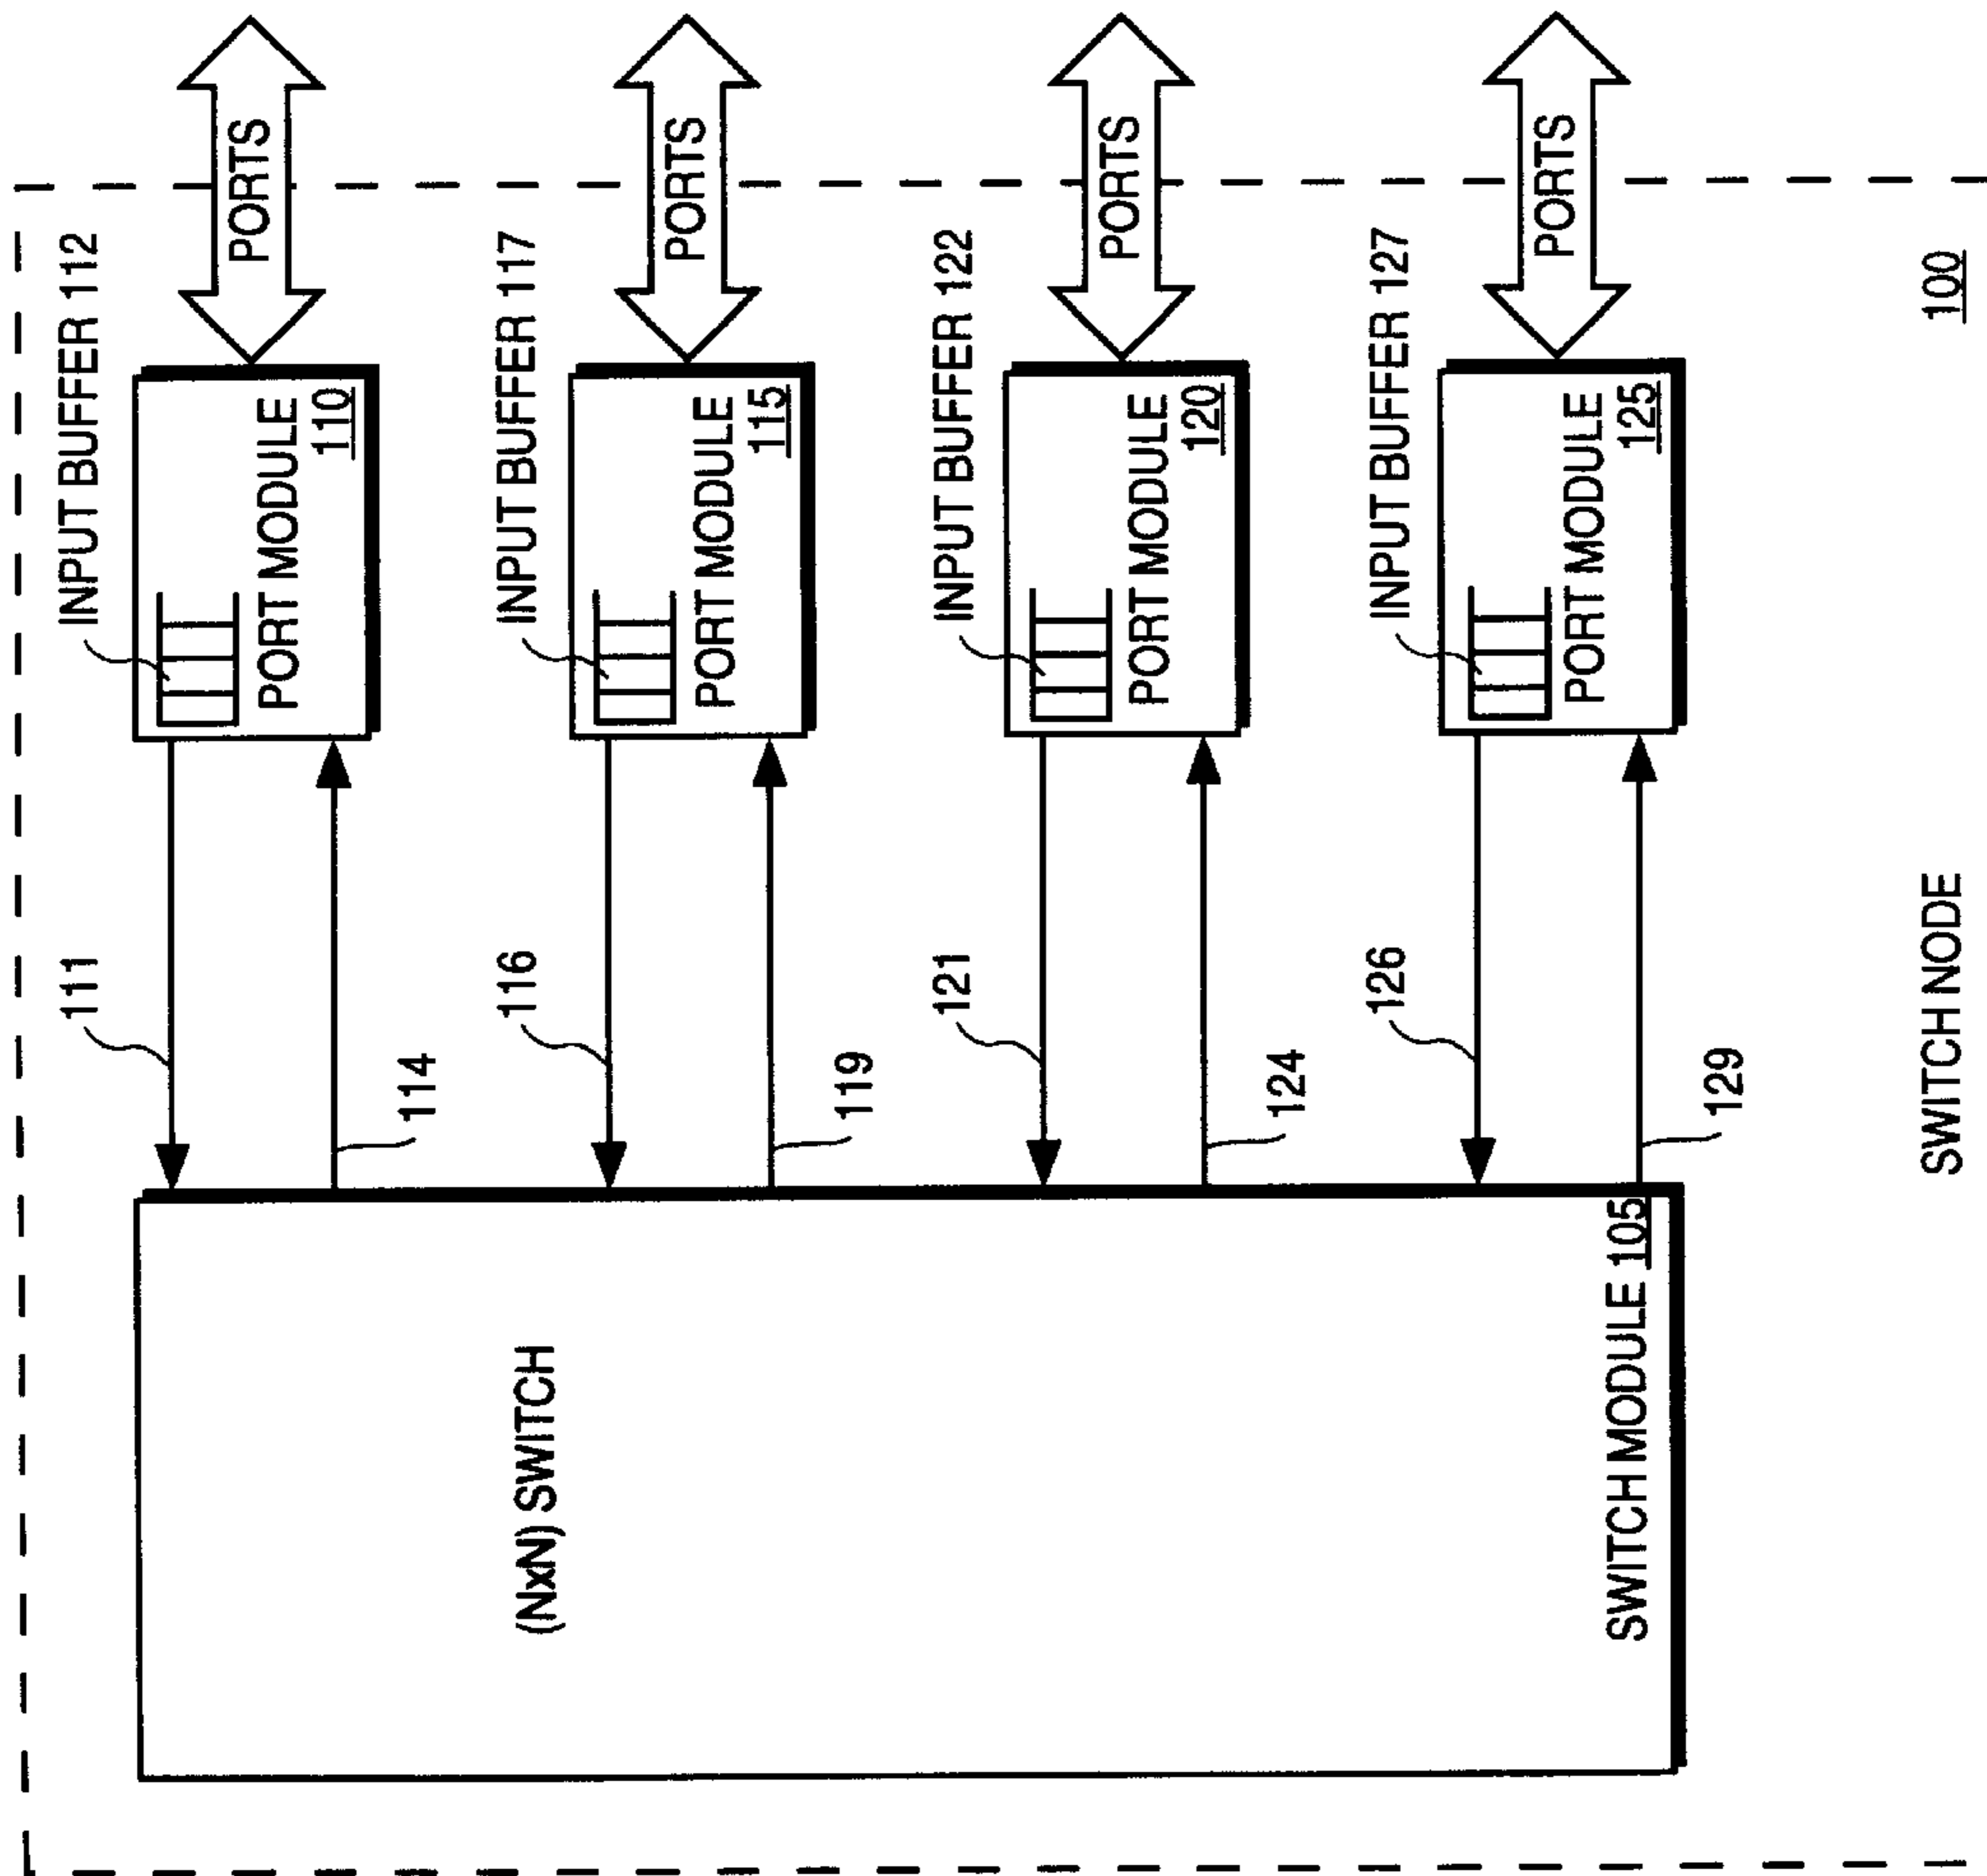 INPUT BUFFER 112
PORTS
PORT MODULE
110
111
114
INPUT BUFFER 117
PORTS
PORT MODULE
115
116
119
(NxN) SWITCH
INPUT BUFFER 122
PORTS
PORT MODULE
120
121
124
INPUT BUFFER 127
PORTS
PORT MODULE
125
126
129
SWITCH MODULE 105
SWITCH NODE
100